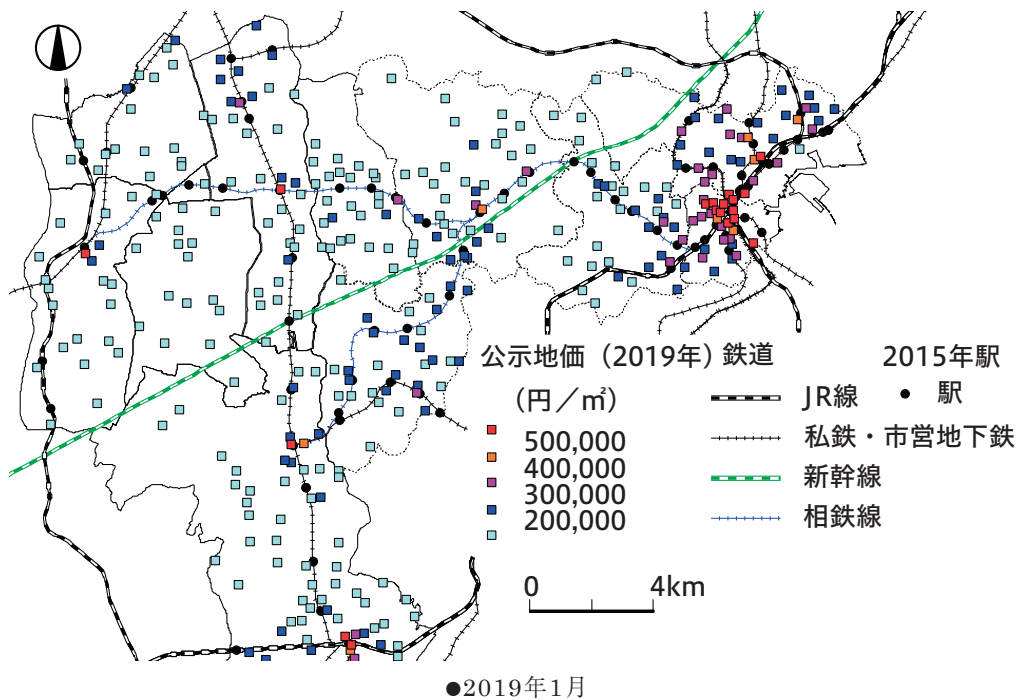 公示地価（2019年）
（円／㎡）
500,000
400,000
300,000
200,000
鉄道
JR線
私鉄・市営地下鉄
新幹線
相鉄線
2015年駅
駅
0 4km
●2019年1月